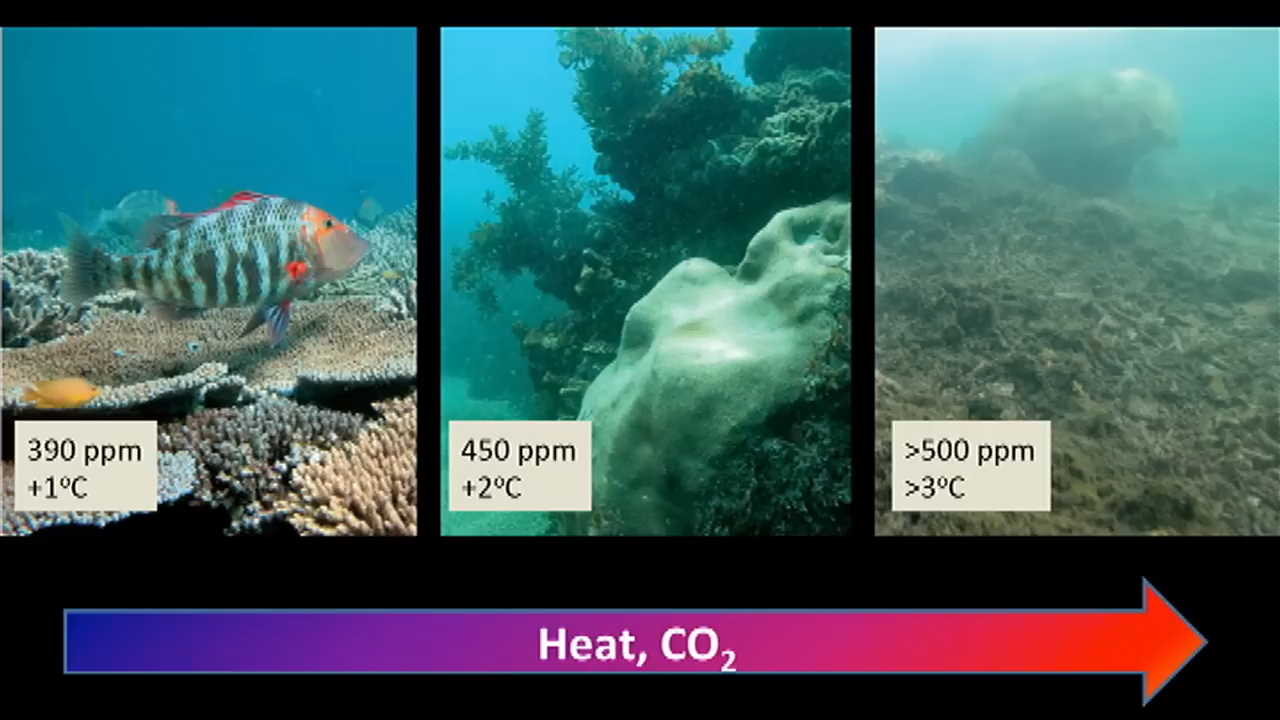 390 ppm
+1ºC
450 ppm
+2ºC
>500 ppm
>3ºC
Heat, CO₂